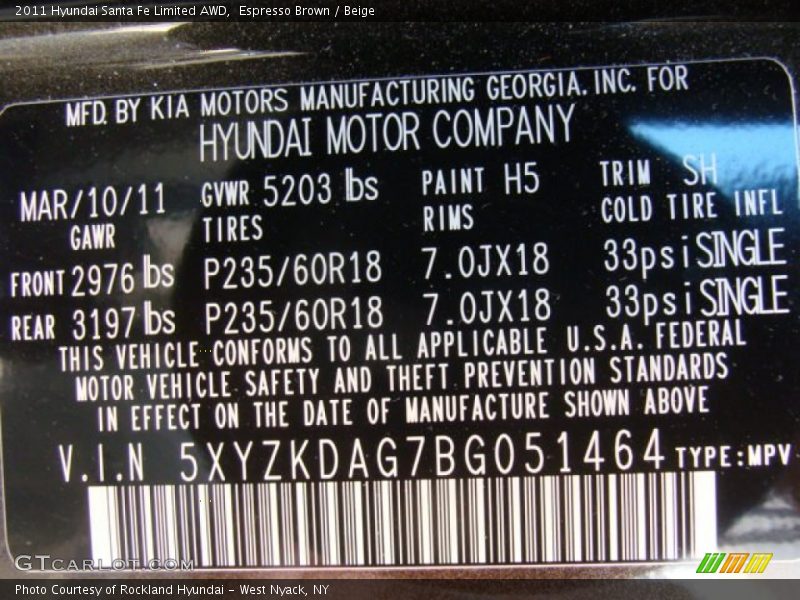 2011 Hyundai Santa Fe Limited AWD,  Espresso Brown / Beige
MFD. BY KIA MOTORS MANUFACTURING GEORGIA. INC. FOR
HYUNDAI MOTOR COMPANY
MAR/10/11 GVWR 5203 lbs PAINT H5 TRIM SH
GAWR TIRES RIMS COLD TIRE INFL
FRONT 2976 lbs P235/60R18 7.0JX18 33psi SINGLE
REAR 3197 lbs P235/60R18 7.0JX18 33psi SINGLE
THIS VEHICLE CONFORMS TO ALL APPLICABLE U.S.A. FEDERAL
MOTOR VEHICLE SAFETY AND THEFT PREVENTION STANDARDS
IN EFFECT ON THE DATE OF MANUFACTURE SHOWN ABOVE
V.I.N 5XYZKDAG7BG051464 TYPE:MPV
GTCARLOT.COM
Photo Courtesy of Rockland Hyundai - West Nyack, NY